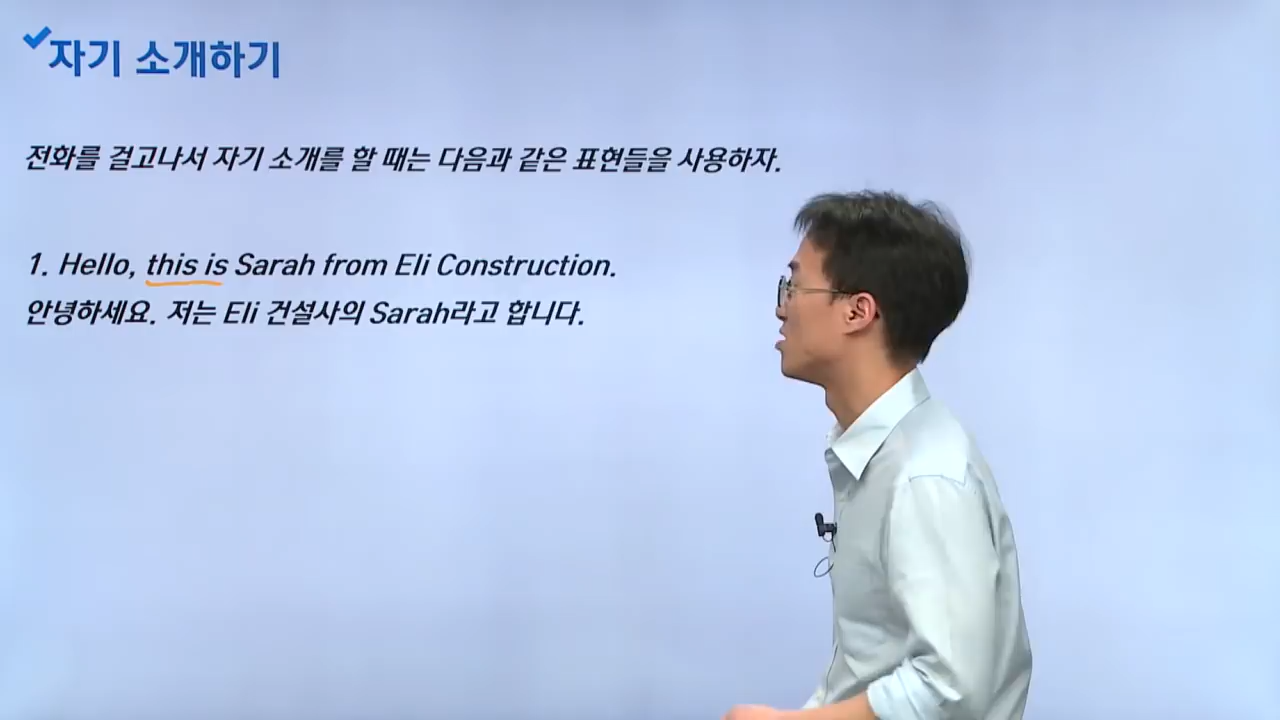 자기 소개하기
전화를 걸고나서 자기 소개를 할 때는 다음과 같은 표현들을 사용하자.
1. Hello, this is Sarah from Eli Construction.
안녕하세요. 저는 Eli 건설사의 Sarah라고 합니다.